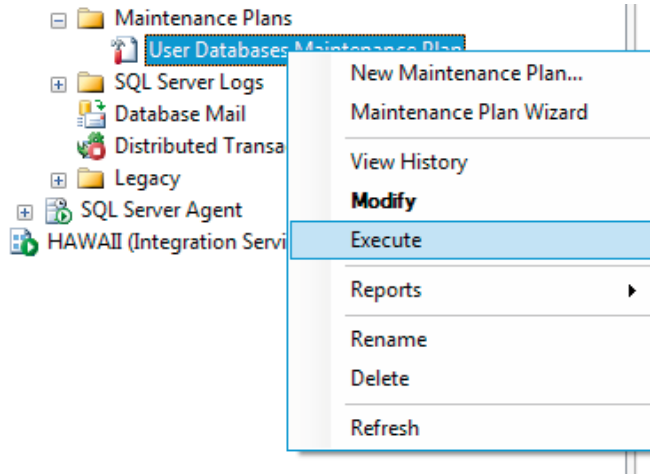 Maintenance Plans
User Databases Maintenance Plan
SQL Server Logs
Database Mail
Distributed Transa
Legacy
SQL Server Agent
HAWAII (Integration Servi
New Maintenance Plan...
Maintenance Plan Wizard
View History
Modify
Execute
Reports
Rename
Delete
Refresh